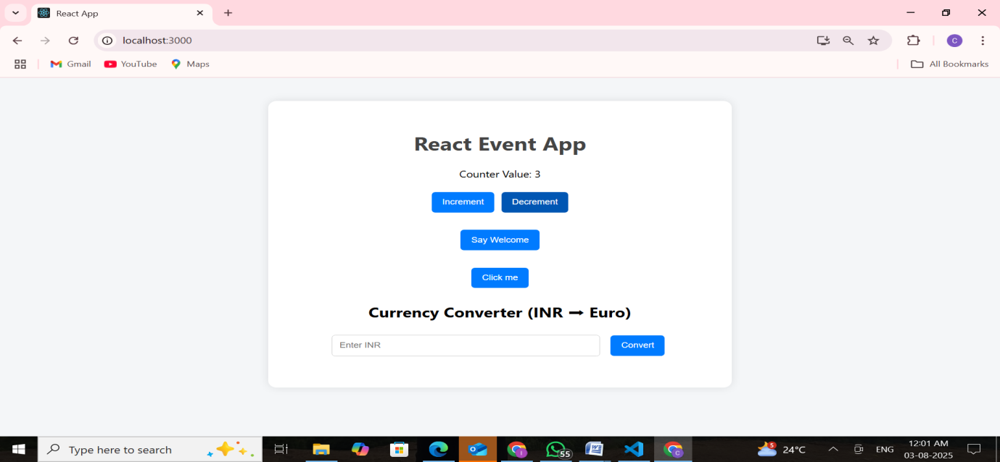 React App
localhost:3000
C
Gmail
YouTube
Maps
All Bookmarks
React Event App
Counter Value: 3
Increment
Decrement
Say Welcome
Click me
Currency Converter (INR → Euro)
Enter INR
Convert
Type here to search
55
5
24°C
ENG
12:01 AM
03-08-2025